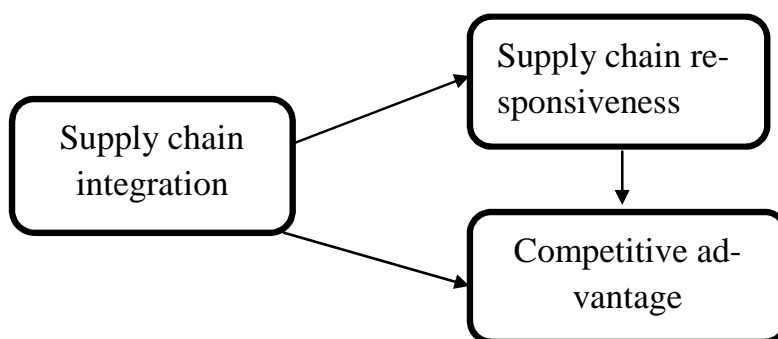 Supply chain re-
sponsiveness
Supply chain
integration
Competitive ad-
vantage